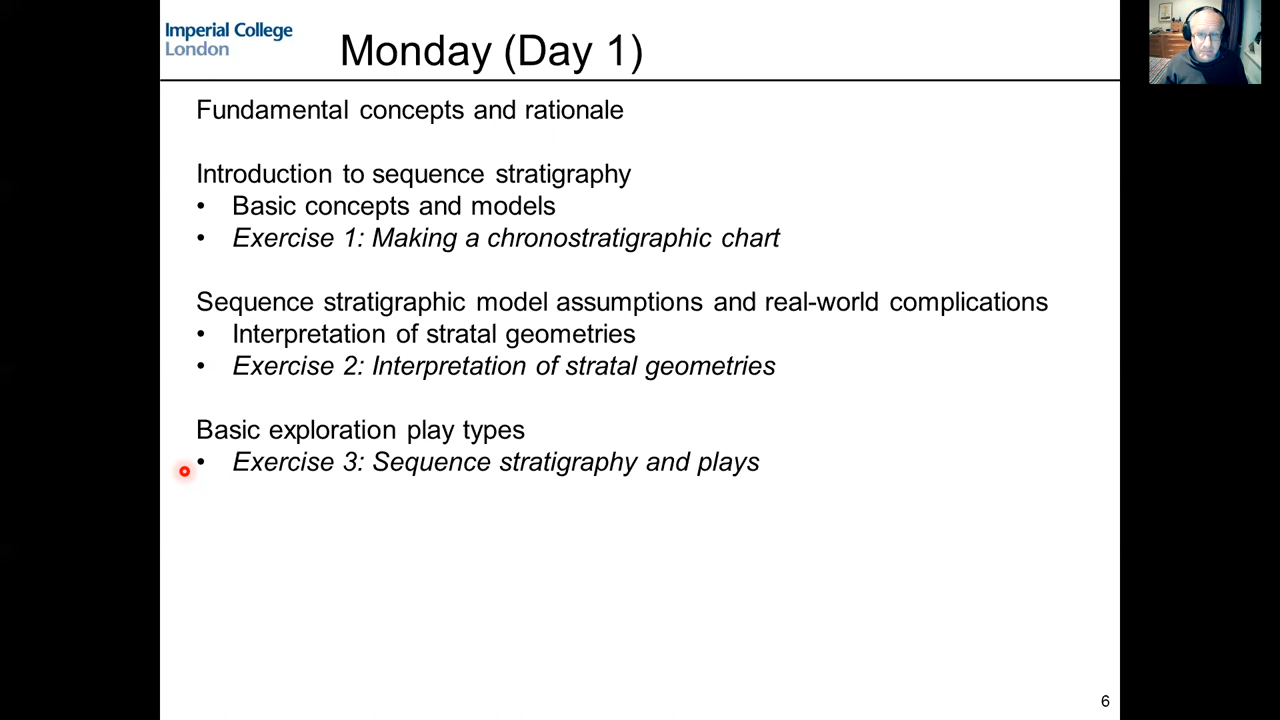 Imperial College
London
Monday (Day 1)
Fundamental concepts and rationale
Introduction to sequence stratigraphy
• Basic concepts and models
• Exercise 1: Making a chronostratigraphic chart
Sequence stratigraphic model assumptions and real-world complications
• Interpretation of stratal geometries
• Exercise 2: Interpretation of stratal geometries
Basic exploration play types
• Exercise 3: Sequence stratigraphy and plays
6